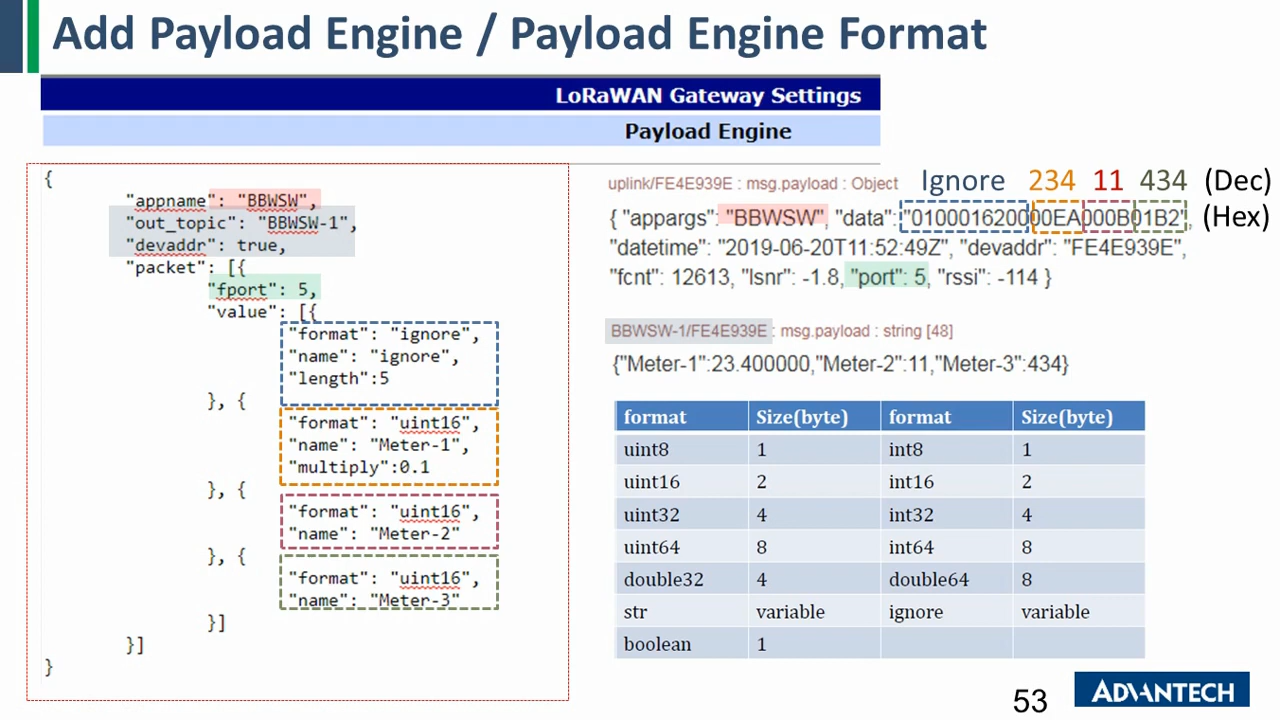 Add Payload Engine / Payload Engine Format
LoRaWAN Gateway Settings
Payload Engine
{
"appname": "BBWSW",
"out_topic": "BBWSW-1",
"devaddr": true,
"packet": [{
"fport": 5,
"value": [{
"format": "ignore",
"name": "ignore",
"length":5
}, {
"format": "uint16",
"name": "Meter-1",
"multiply":0.1
}, {
"format": "uint16",
"name": "Meter-2"
}, {
"format": "uint16",
"name": "Meter-3"
}]
}]
}
uplink/FE4E939E : msg.payload : Object
Ignore 234 11 434 (Dec)
{ "appargs": "BBWSW", "data": "010001620000EA000B01B2", (Hex)
"datetime": "2019-06-20T11:52:49Z", "devaddr": "FE4E939E",
"fcnt": 12613, "lsnr": -1.8, "port": 5, "rssi": -114 }
BBWSW-1/FE4E939E : msg.payload : string [48]
{"Meter-1":23.400000,"Meter-2":11,"Meter-3":434}
format Size(byte) format Size(byte)
uint8 1 int8 1
uint16 2 int16 2
uint32 4 int32 4
uint64 8 int64 8
double32 4 double64 8
str variable ignore variable
boolean 1
53
ADVANTECH